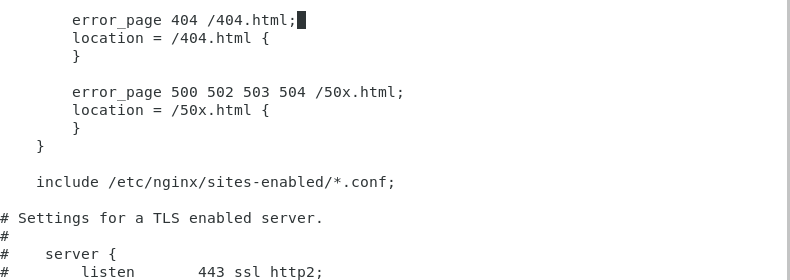 error_page 404 /404.html;
        location = /404.html {
        }

        error_page 500 502 503 504 /50x.html;
        location = /50x.html {
        }
    }

    include /etc/nginx/sites-enabled/*.conf;

# Settings for a TLS enabled server.
#
#    server {
#        listen       443 ssl http2;